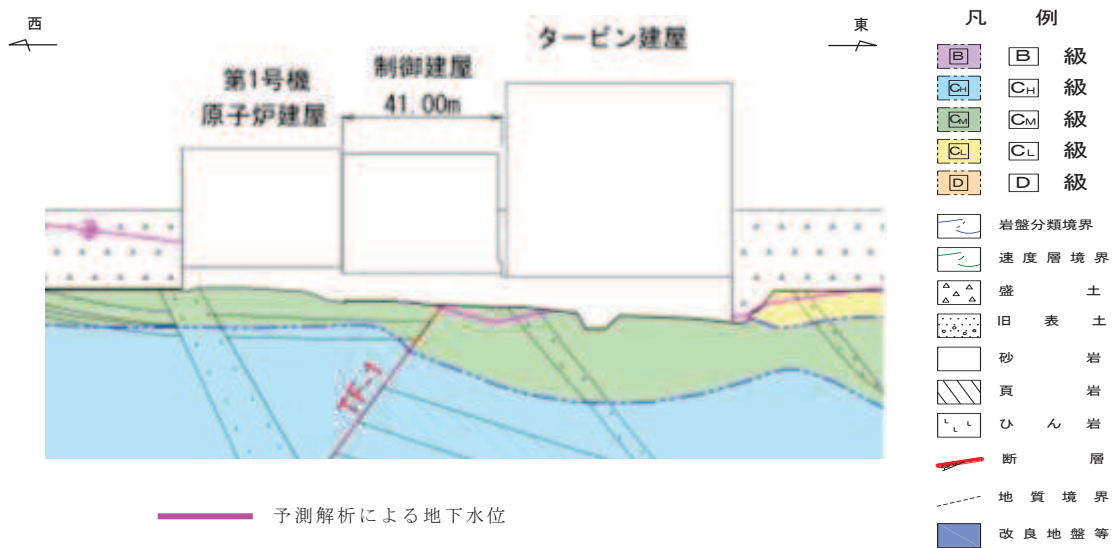 西
東
第1号機
原子炉建屋
制御建屋
41.00m
タービン建屋
TF-1
予測解析による地下水位
凡 例
B B 級
CH CH 級
CM CM 級
CL CL 級
D D 級
岩盤分類境界
速度層境界
盛土
旧表土
砂岩
頁岩
ひん岩
断層
地質境界
改良地盤等